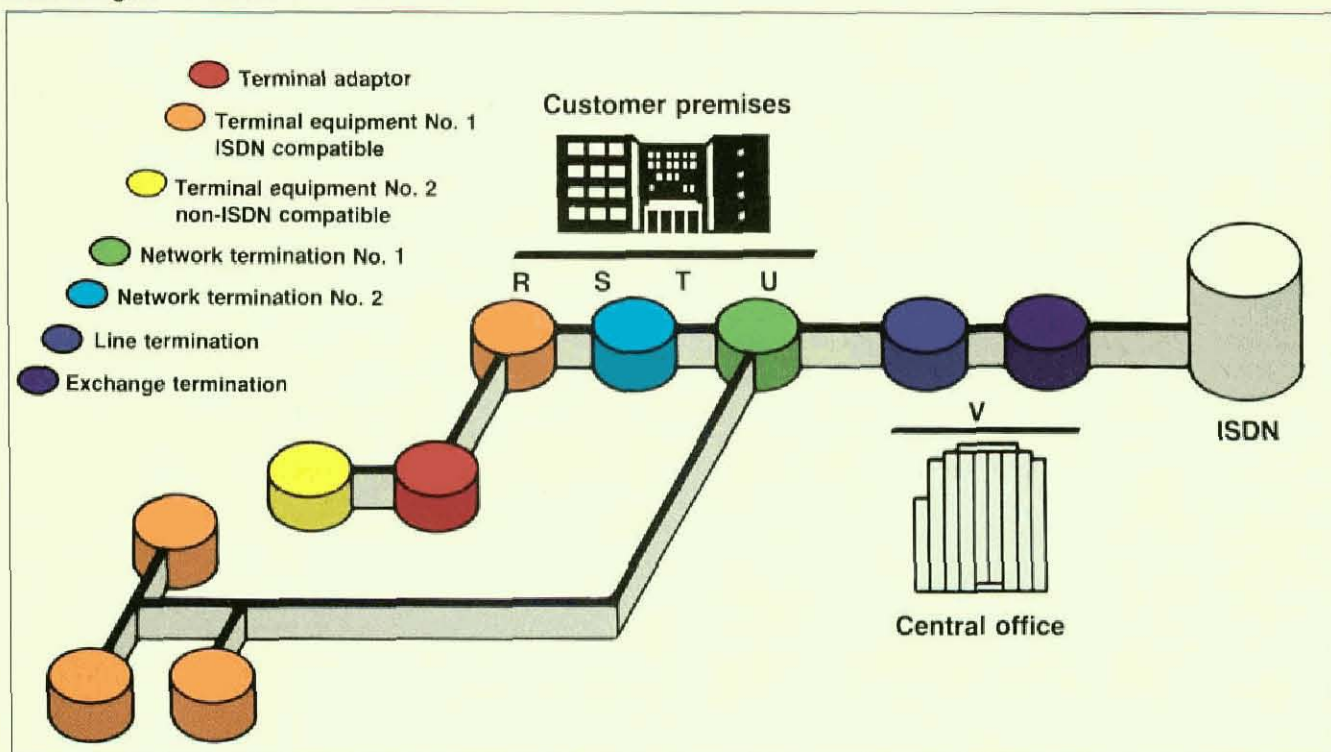 Terminal adaptor
Terminal equipment No. 1
ISDN compatible
Terminal equipment No. 2
non-ISDN compatible
Network termination No. 1
Network termination No. 2
Line termination
Exchange termination
Customer premises
R S T U
V
ISDN
Central office